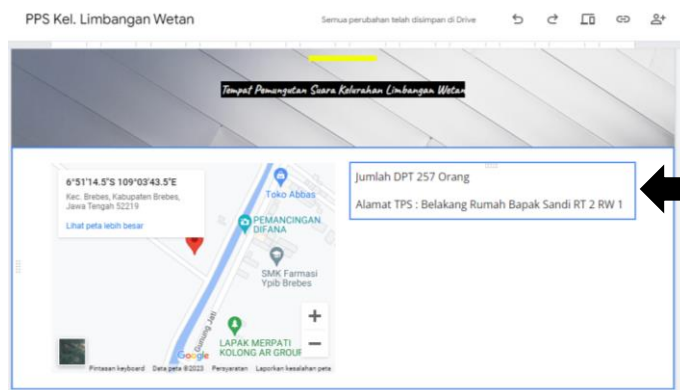 PPS Kel. Limbangan Wetan
Semua perubahan telah disimpan di Drive
Tempat Pemungutan Suara Kelurahan Limbangan Wetan
6°51'14.5"S 109°03'43.5"E
Kec. Brebes, Kabupaten Brebes,
Jawa Tengah 52219
Lihat peta lebih besar
Toko Abbas
PEMANCINGAN
DIFANA
SMK Farmasi
Ypib Brebes
Gunung Jati
LAPAK MERPATI
KOLONG AR GROUP
+
−
Google
Pintasan keyboard Data peta ©2023 Persyaratan Laporkan kesalahan peta
Jumlah DPT 257 Orang
Alamat TPS : Belakang Rumah Bapak Sandi RT 2 RW 1